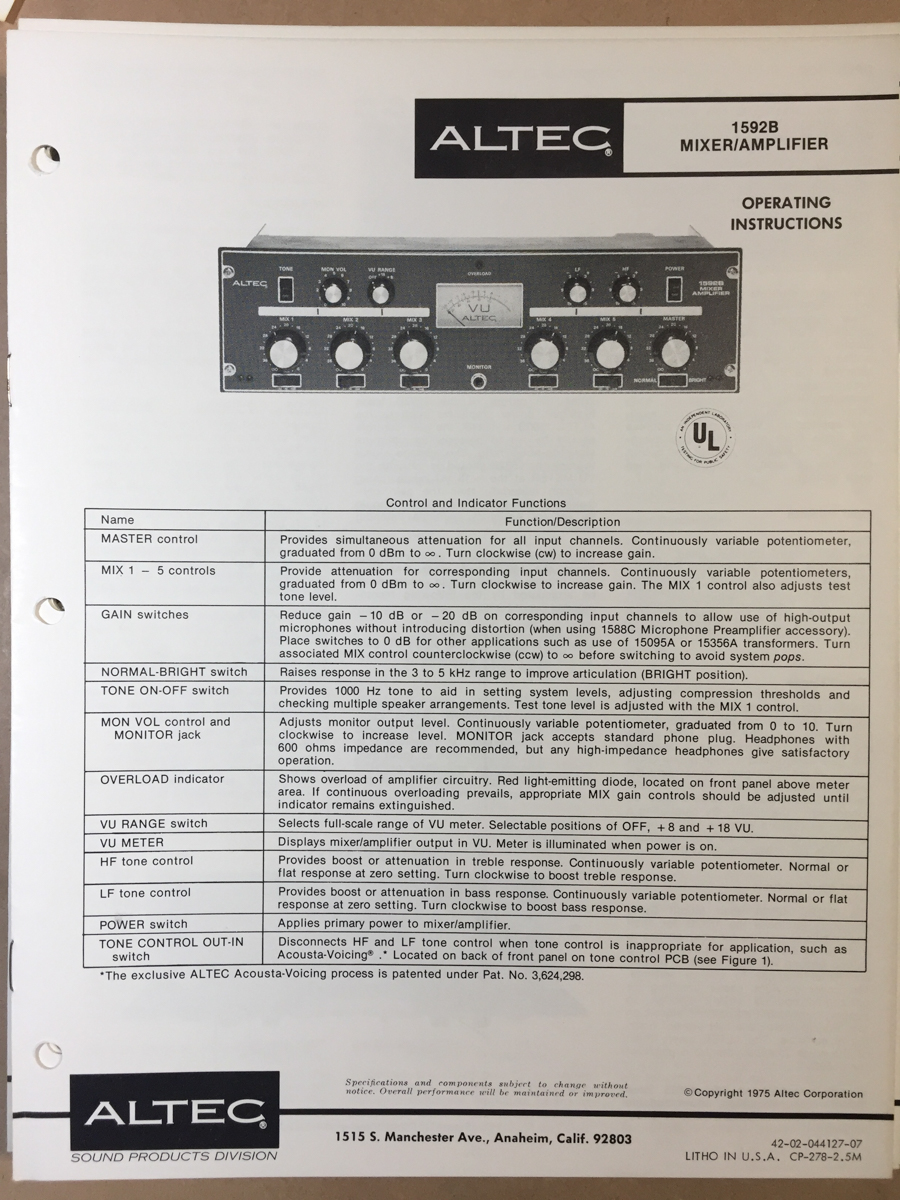 ALTEC®
1592B
MIXER/AMPLIFIER
OPERATING
INSTRUCTIONS
TONE
MON VOL
VU RANGE
OVERLOAD
LF
HF
POWER
ALTEC
1592B
MIXER
AMPLIFIER
VU
ALTEC
MIX 1
MIX 2
MIX 3
MIX 4
MIX 5
MASTER
MONITOR
NORMAL
BRIGHT
AN INDEPENDENT LABORATORY
UL
TESTING FOR PUBLIC SAFETY
Control and Indicator Functions
Name
Function/Description
MASTER control
Provides simultaneous attenuation for all input channels. Continuously variable potentiometer,
graduated from 0 dBm to ∞. Turn clockwise (cw) to increase gain.
MIX 1 – 5 controls
Provide attenuation for corresponding input channels. Continuously variable potentiometers,
graduated from 0 dBm to ∞. Turn clockwise to increase gain. The MIX 1 control also adjusts test
tone level.
GAIN switches
Reduce gain –10 dB or –20 dB on corresponding input channels to allow use of high-output
microphones without introducing distortion (when using 1588C Microphone Preamplifier accessory).
Place switches to 0 dB for other applications such as use of 15095A or 15356A transformers. Turn
associated MIX control counterclockwise (ccw) to ∞ before switching to avoid system pops.
NORMAL-BRIGHT switch
Raises response in the 3 to 5 kHz range to improve articulation (BRIGHT position).
TONE ON-OFF switch
Provides 1000 Hz tone to aid in setting system levels, adjusting compression thresholds and
checking multiple speaker arrangements. Test tone level is adjusted with the MIX 1 control.
MON VOL control and
MONITOR jack
Adjusts monitor output level. Continuously variable potentiometer, graduated from 0 to 10. Turn
clockwise to increase level. MONITOR jack accepts standard phone plug. Headphones with
600 ohms impedance are recommended, but any high-impedance headphones give satisfactory
operation.
OVERLOAD indicator
Shows overload of amplifier circuitry. Red light-emitting diode, located on front panel above meter
area. If continuous overloading prevails, appropriate MIX gain controls should be adjusted until
indicator remains extinguished.
VU RANGE switch
Selects full-scale range of VU meter. Selectable positions of OFF, +8 and +18 VU.
VU METER
Displays mixer/amplifier output in VU. Meter is illuminated when power is on.
HF tone control
Provides boost or attenuation in treble response. Continuously variable potentiometer. Normal or
flat response at zero setting. Turn clockwise to boost treble response.
LF tone control
Provides boost or attenuation in bass response. Continuously variable potentiometer. Normal or flat
response at zero setting. Turn clockwise to boost bass response.
POWER switch
Applies primary power to mixer/amplifier.
TONE CONTROL OUT-IN
switch
Disconnects HF and LF tone control when tone control is inappropriate for application, such as
Acousta-Voicing® .* Located on back of front panel on tone control PCB (see Figure 1).
*The exclusive ALTEC Acousta-Voicing process is patented under Pat. No. 3,624,298.
Specifications and components subject to change without
notice. Overall performance will be maintained or improved.
©Copyright 1975 Altec Corporation
ALTEC®
SOUND PRODUCTS DIVISION
1515 S. Manchester Ave., Anaheim, Calif. 92803
42-02-044127-07
LITHO IN U.S.A. CP-278-2.5M